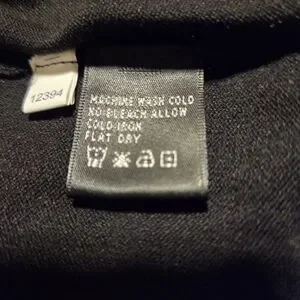 12394
MACHINE WASH COLD
NO BLEACH ALLOW
COLD IRON
FLAT DRY